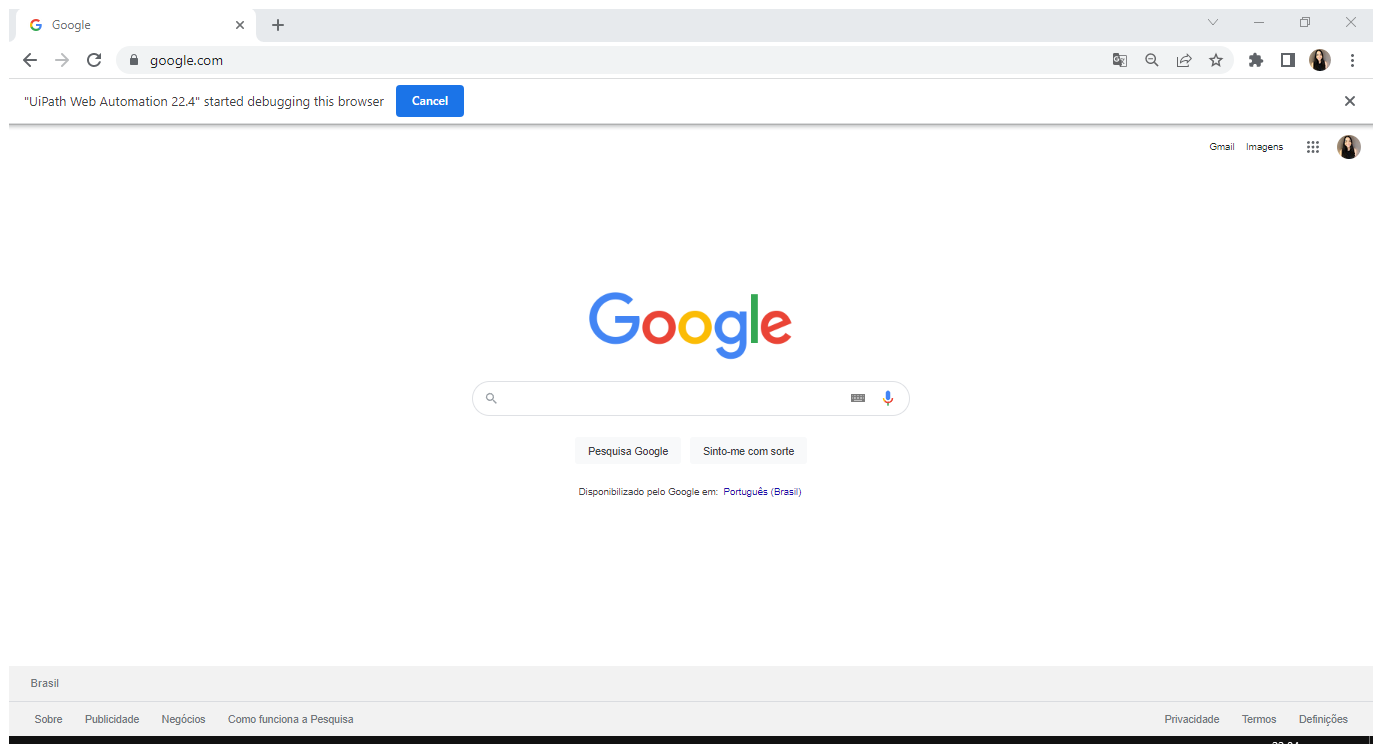 Google
google.com
"UiPath Web Automation 22.4" started debugging this browser Cancel
Gmail Imagens
Google
Pesquisa Google Sinto-me com sorte
Disponibilizado pelo Google em: Português (Brasil)
Brasil
Sobre Publicidade Negócios Como funciona a Pesquisa Privacidade Termos Definições